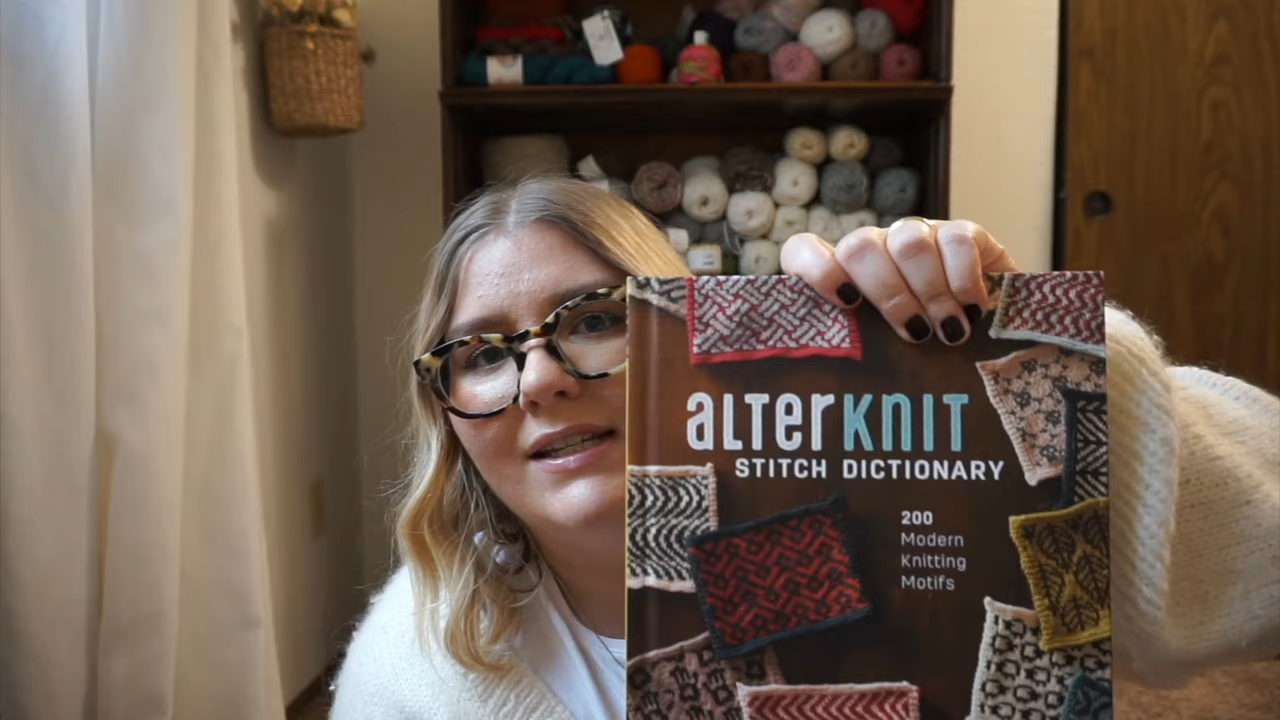 aLTerKNIT
STITCH DICTIONARY
200
Modern
Knitting
Motifs